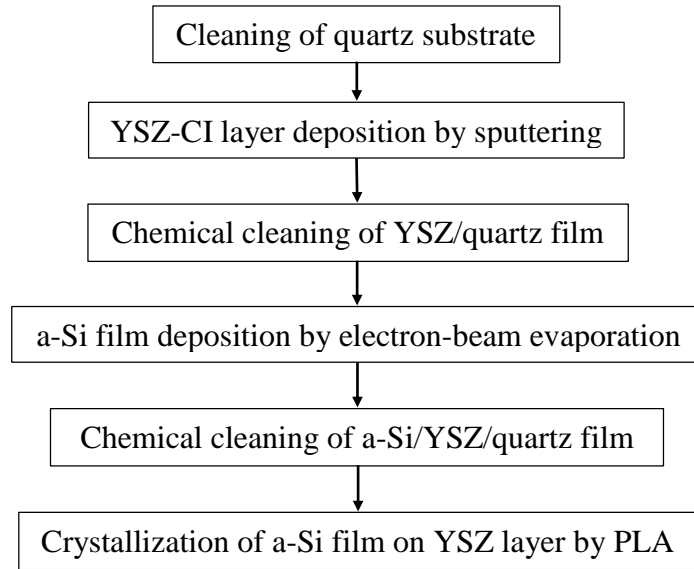 Cleaning of quartz substrate
YSZ-CI layer deposition by sputtering
Chemical cleaning of YSZ/quartz film
a-Si film deposition by electron-beam evaporation
Chemical cleaning of a-Si/YSZ/quartz film
Crystallization of a-Si film on YSZ layer by PLA